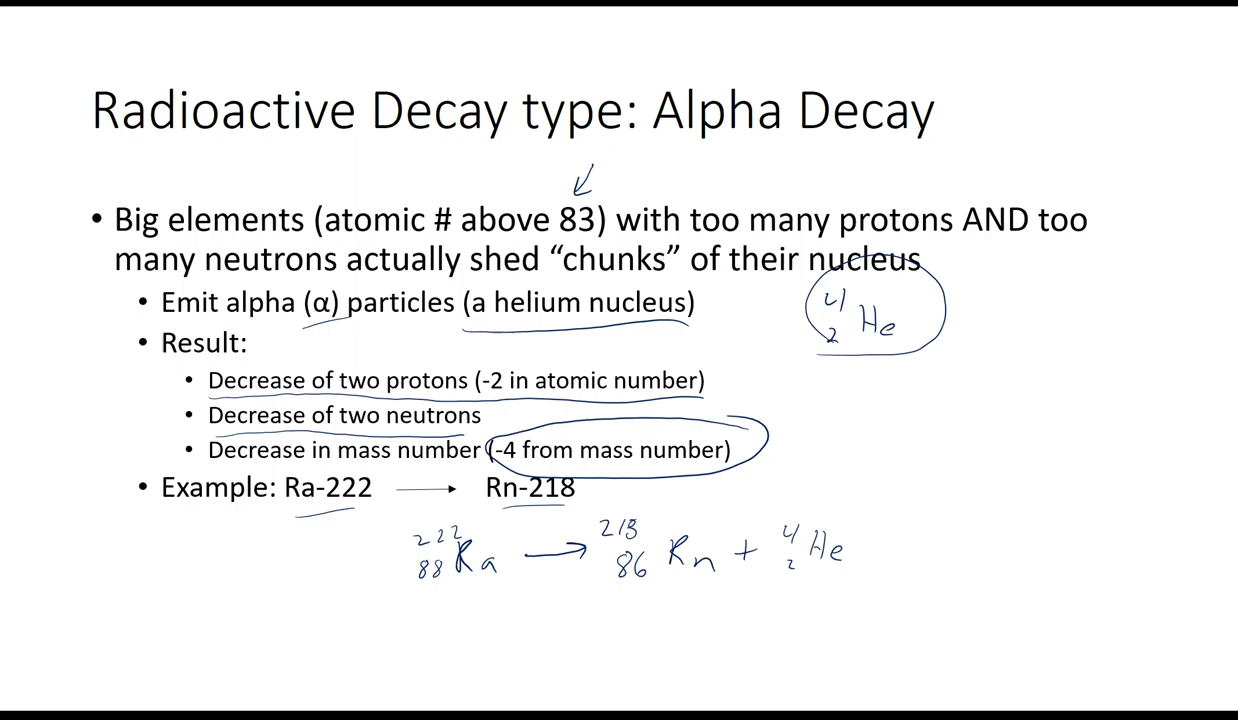 Radioactive Decay type: Alpha Decay
• Big elements (atomic # above 83) with too many protons AND too
many neutrons actually shed “chunks” of their nucleus
• Emit alpha (α) particles (a helium nucleus)
4 2 He
• Result:
• Decrease of two protons (-2 in atomic number)
• Decrease of two neutrons
• Decrease in mass number (-4 from mass number)
• Example: Ra-222 → Rn-218
222 88 Ra → 218 86 Rn + 4 2 He